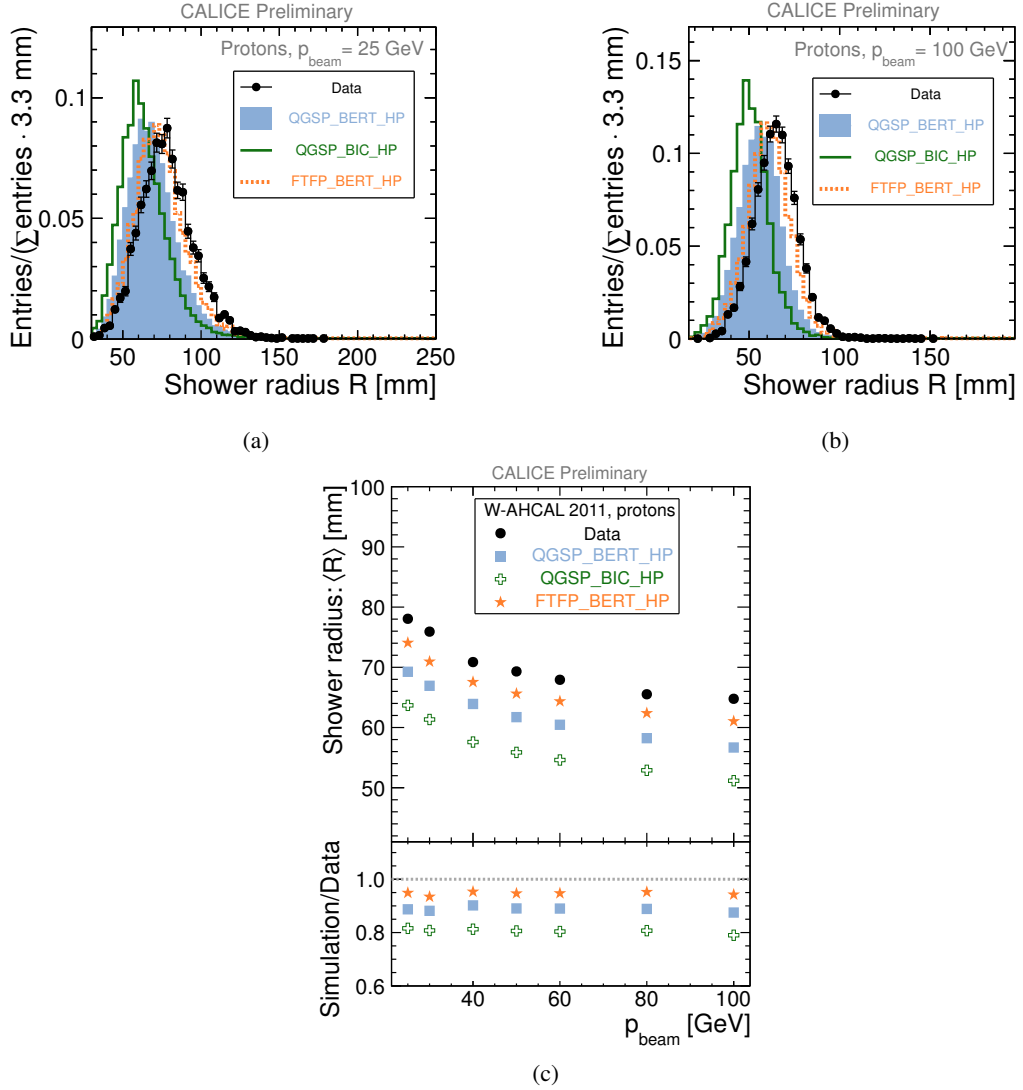 CALICE Preliminary
Protons, p_beam = 25 GeV
Data
QGSP_BERT_HP
QGSP_BIC_HP
FTFP_BERT_HP
Entries/(∑entries · 3.3 mm)
0.1
0.05
0
50
100
150
200
250
Shower radius R [mm]
(a)
CALICE Preliminary
Protons, p_beam = 100 GeV
Data
QGSP_BERT_HP
QGSP_BIC_HP
FTFP_BERT_HP
Entries/(∑entries · 3.3 mm)
0.15
0.1
0.05
0
50
100
150
Shower radius R [mm]
(b)
CALICE Preliminary
W-AHCAL 2011, protons
Data
QGSP_BERT_HP
QGSP_BIC_HP
FTFP_BERT_HP
Shower radius: ⟨R⟩ [mm]
100
90
80
70
60
50
Simulation/Data
1.0
0.8
0.6
40
60
80
100
p_beam [GeV]
(c)